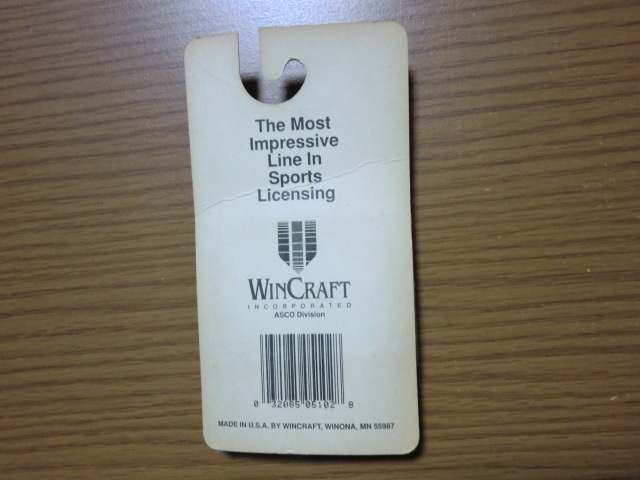 The Most
Impressive
Line In
Sports
Licensing
WINCRAFT
INCORPORATED
ASCO Division
0 32085 05102 8
MADE IN U.S.A. BY WINCRAFT, WINONA, MN 55987